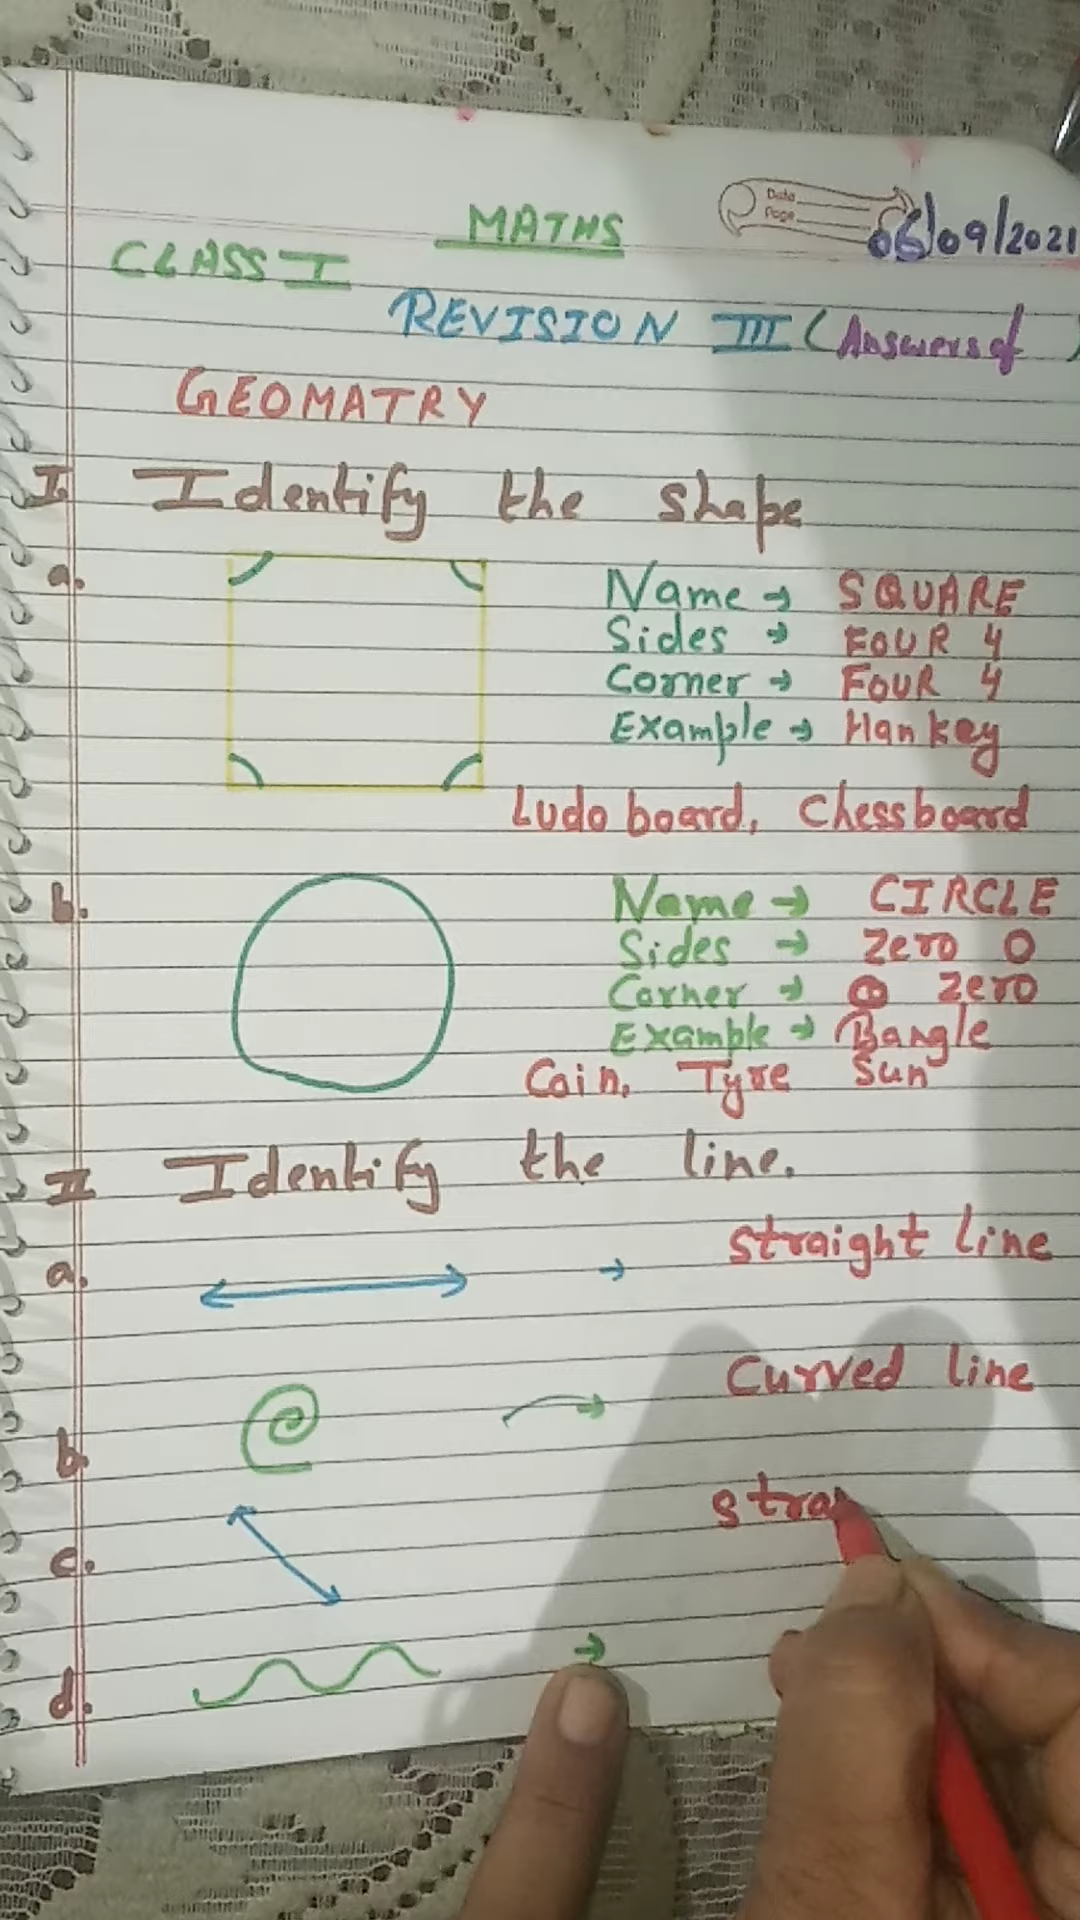 MATHS
Date
Page
06/09/2021
CLASS I
REVISION III (Answers of )
GEOMATRY
I. Identify the shape
a.
Name → SQUARE
Sides → FOUR 4
Corner → FOUR 4
Example → Hankey
Ludo board, Chessboard
b.
Name → CIRCLE
Sides → Zero 0
Corner → zero
Example → Bangle
Coin, Tyre Sun
II Identify the line.
a. → straight line
b. → Curved line
c. stra
d. →